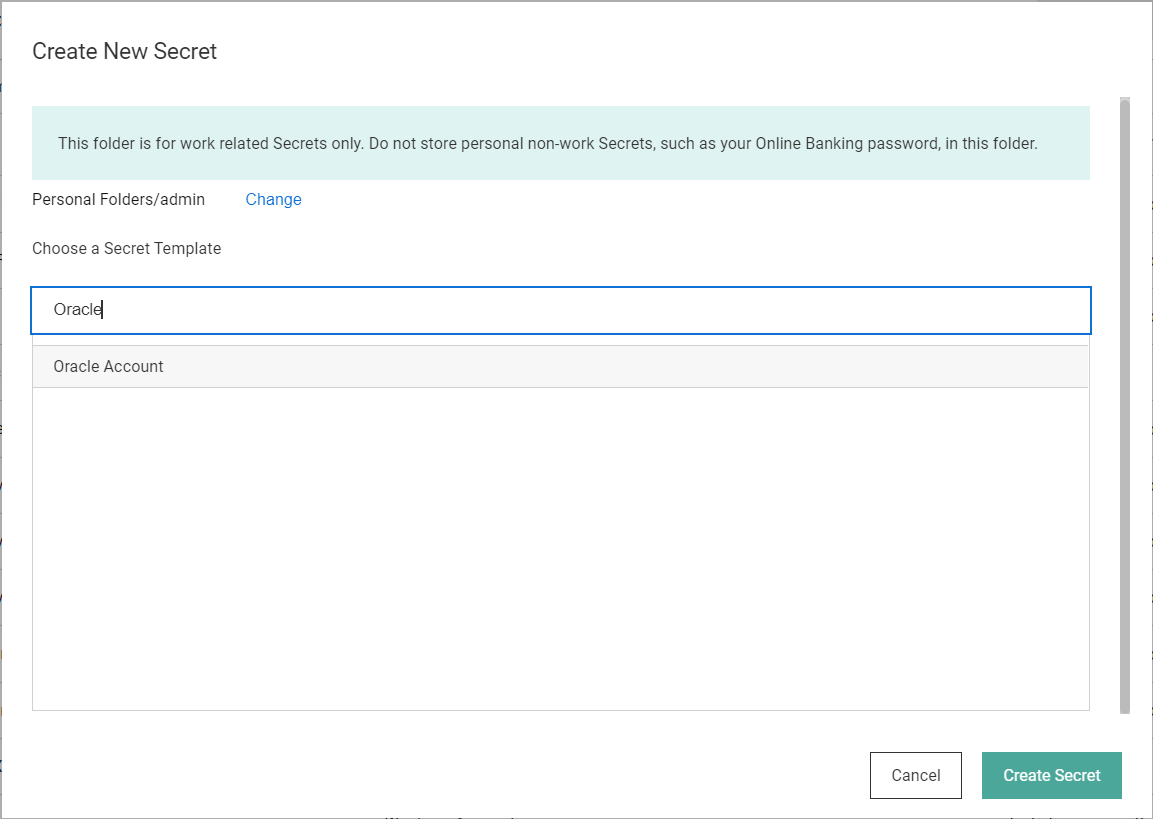 Create New Secret
This folder is for work related Secrets only. Do not store personal non-work Secrets, such as your Online Banking password, in this folder.
Personal Folders/admin Change
Choose a Secret Template
Oracle
Oracle Account
Cancel Create Secret